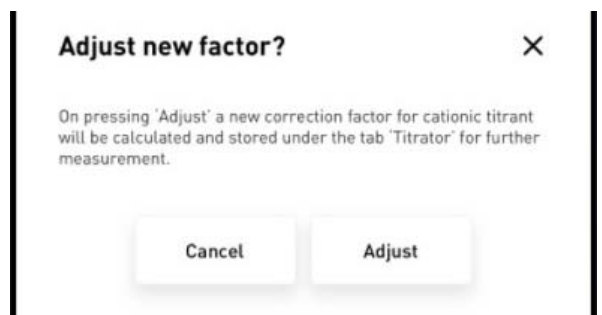 Adjust new factor?
On pressing 'Adjust' a new correction factor for cationic titrant
will be calculated and stored under the tab 'Titrator' for further
measurement.
Cancel Adjust